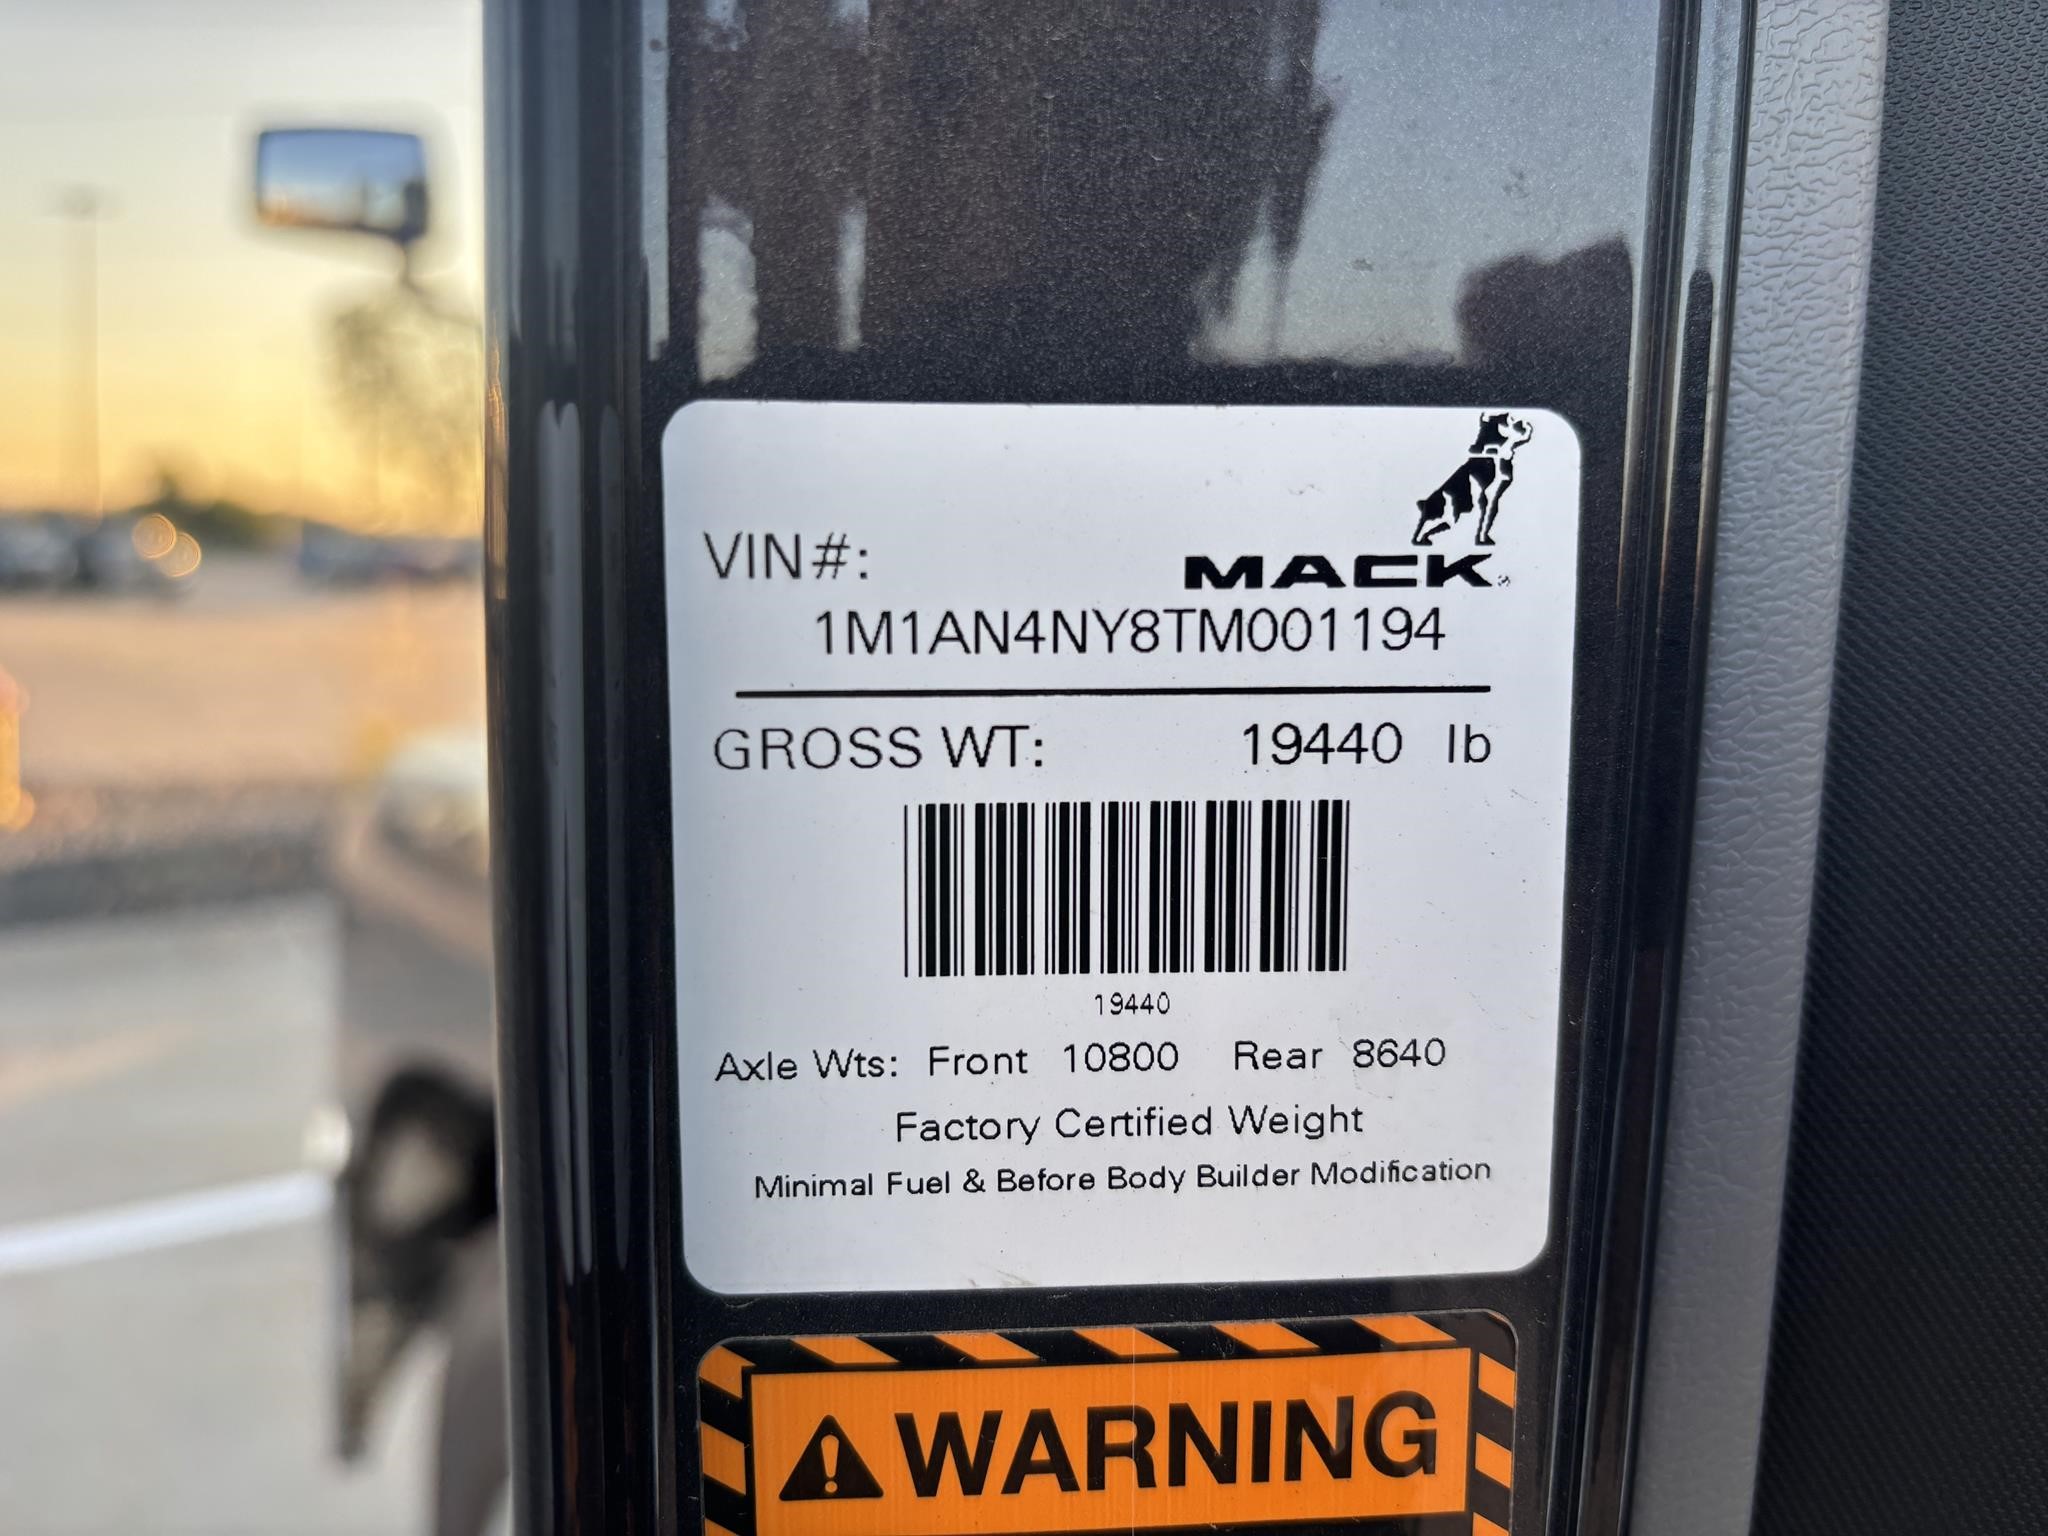 VIN#:
MACK
1M1AN4NY8TM001194
GROSS WT: 19440 lb
19440
Axle Wts: Front 10800 Rear 8640
Factory Certified Weight
Minimal Fuel & Before Body Builder Modification
WARNING